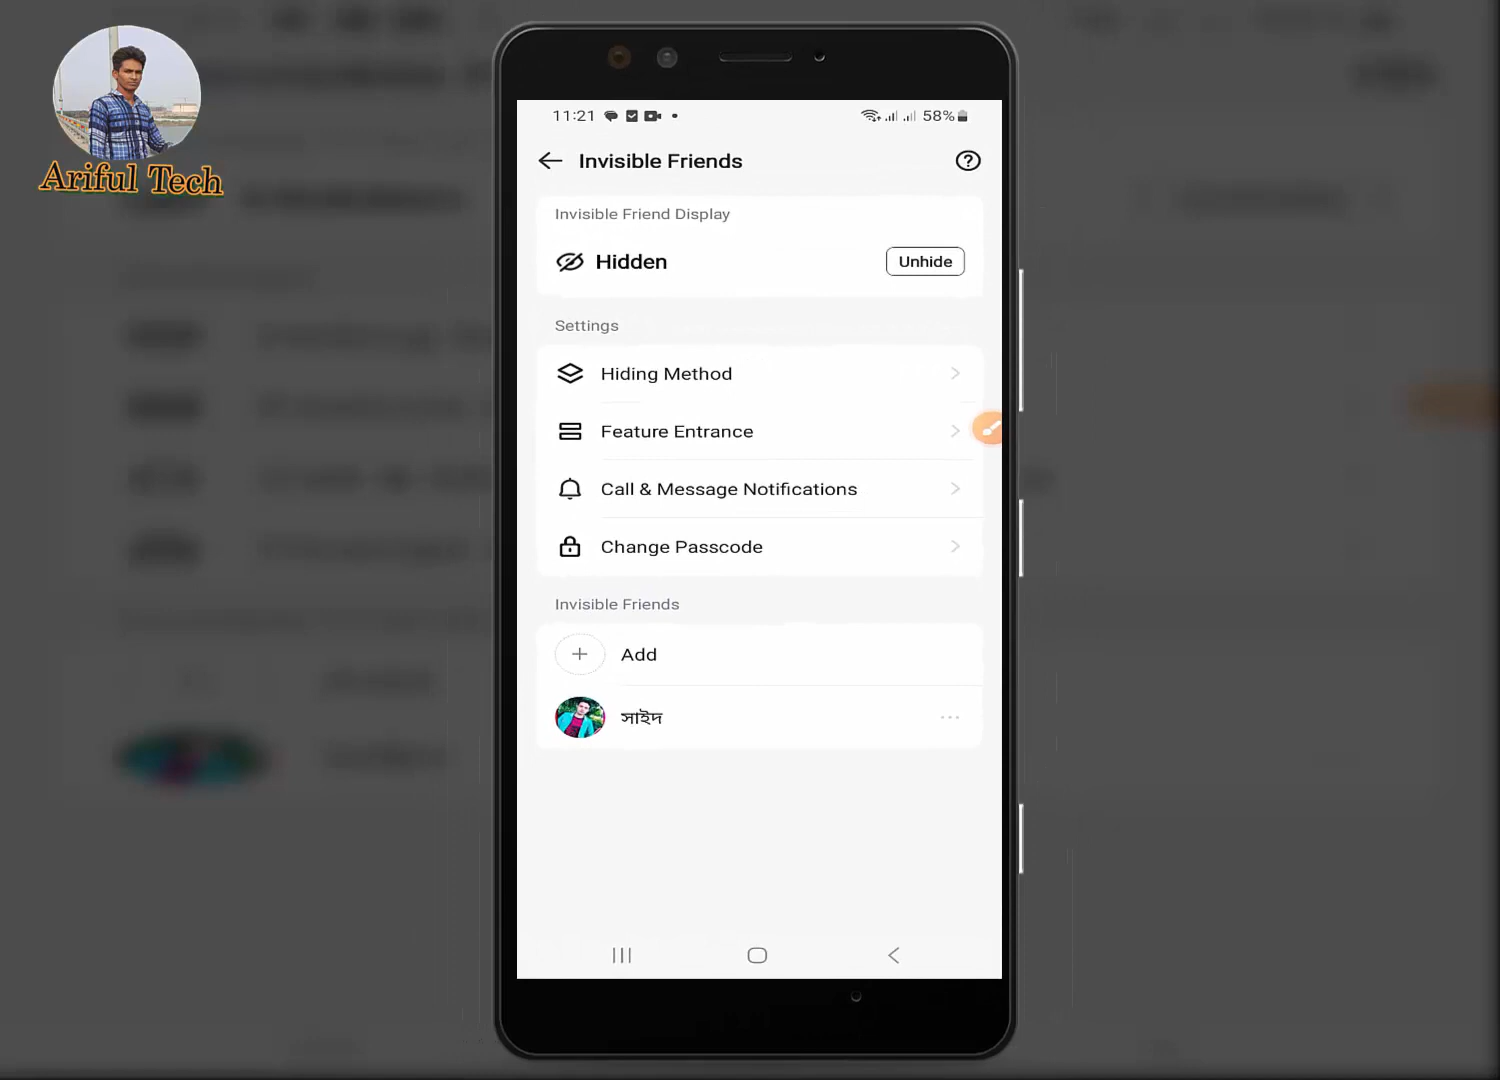 Ariful Tech
11:21
58%
Invisible Friends
Invisible Friend Display
Hidden
Unhide
Settings
Hiding Method
Feature Entrance
Call & Message Notifications
Change Passcode
Invisible Friends
Add
সাইদ